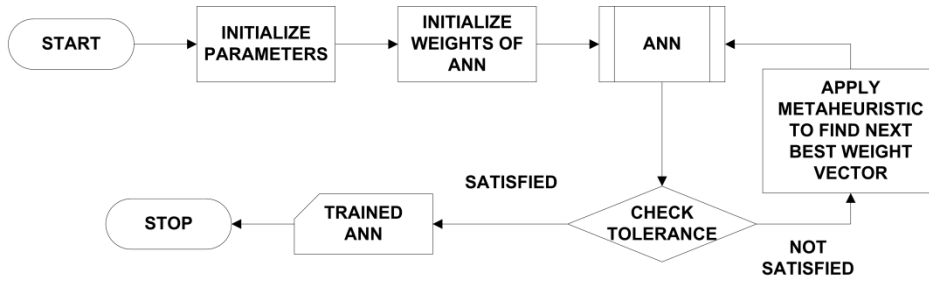 START
INITIALIZE
PARAMETERS
INITIALIZE
WEIGHTS OF
ANN
ANN
APPLY
METAHEURISTIC
TO FIND NEXT
BEST WEIGHT
VECTOR
SATISFIED
STOP
TRAINED
ANN
CHECK
TOLERANCE
NOT
SATISFIED